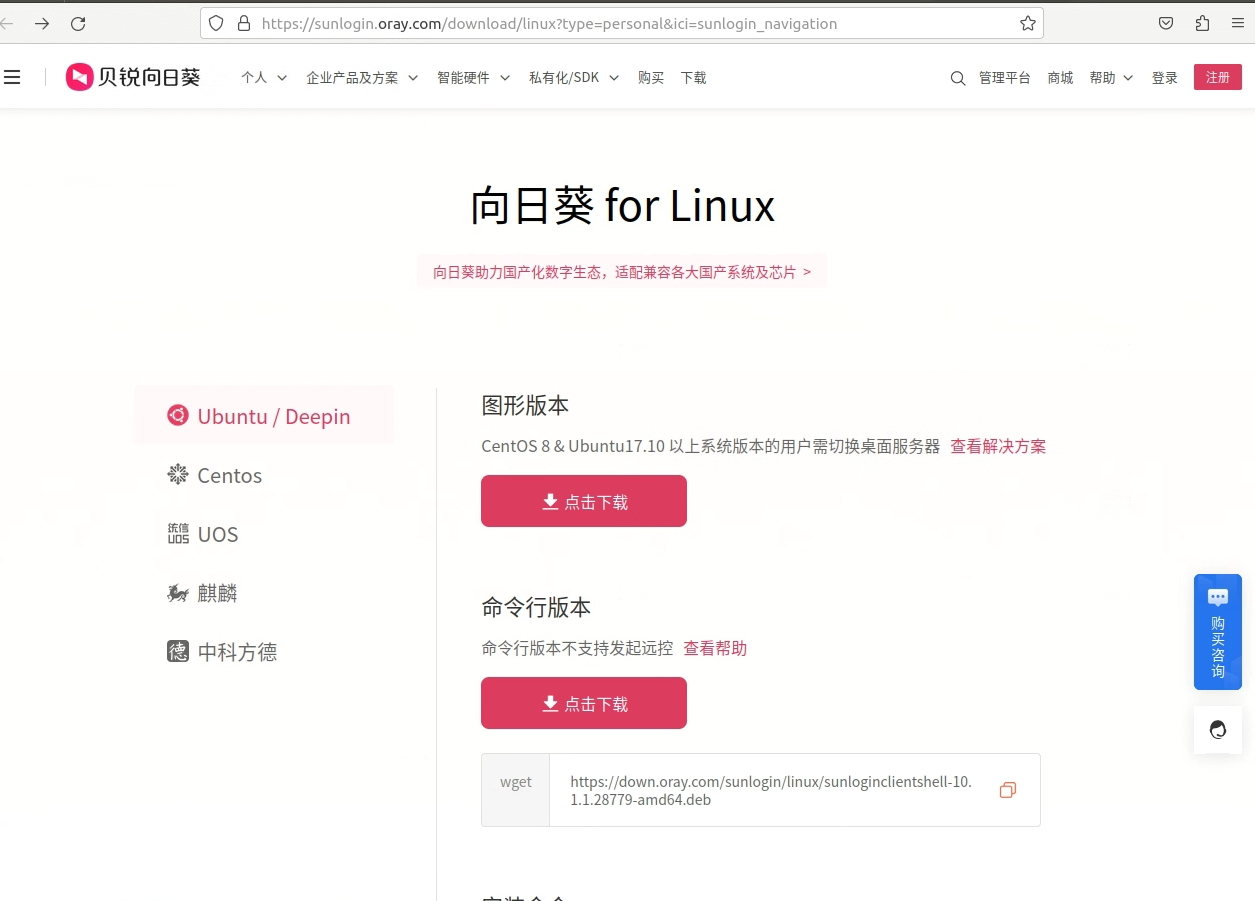 https://sunlogin.oray.com/download/linux?type=personal&ici=sunlogin_navigation
贝锐向日葵 个人 企业产品及方案 智能硬件 私有化/SDK 购买 下载 管理平台 商城 帮助 登录 注册
向日葵 for Linux
向日葵助力国产化数字生态，适配兼容各大国产系统及芯片 >
Ubuntu / Deepin
Centos
统信 UOS UOS
麒麟
德 中科方德
图形版本
CentOS 8 & Ubuntu17.10 以上系统版本的用户需切换桌面服务器 查看解决方案
点击下载
命令行版本
命令行版本不支持发起远控 查看帮助
点击下载
wget https://down.oray.com/sunlogin/linux/sunloginclientshell-10.
1.1.28779-amd64.deb
购
买
咨
询